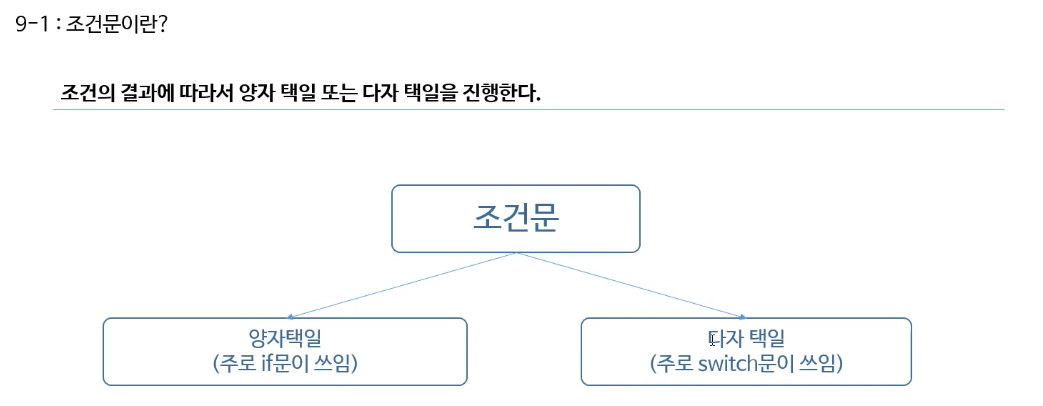 9-1 : 조건문이란?
조건의 결과에 따라서 양자 택일 또는 다자 택일을 진행한다.
조건문
양자택일
(주로 if문이 쓰임)
다자 택일
(주로 switch문이 쓰임)